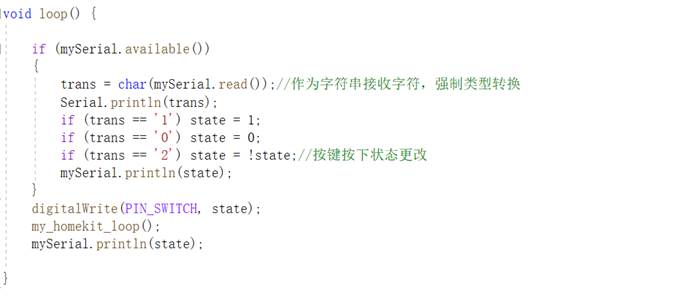 void loop() {
if (mySerial.available())
{
trans = char(mySerial.read());//作为字符串接收字符，强制类型转换
Serial.println(trans);
if (trans == '1') state = 1;
if (trans == '0') state = 0;
if (trans == '2') state = !state;//按键按下状态更改
mySerial.println(state);
}
digitalWrite(PIN_SWITCH, state);
my_homekit_loop();
mySerial.println(state);
}